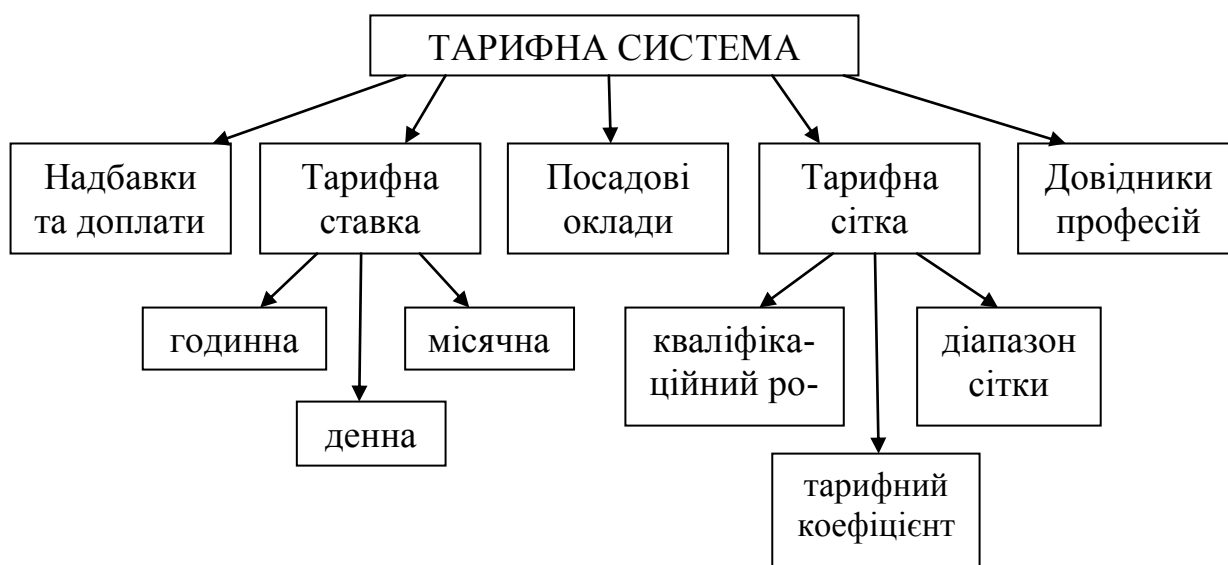 ТАРИФНА СИСТЕМА
Надбавки
та доплати
Тарифна
ставка
Посадові
оклади
Тарифна
сітка
Довідники
професій
годинна
місячна
кваліфіка-
ційний ро-
діапазон
сітки
денна
тарифний
коефіцієнт